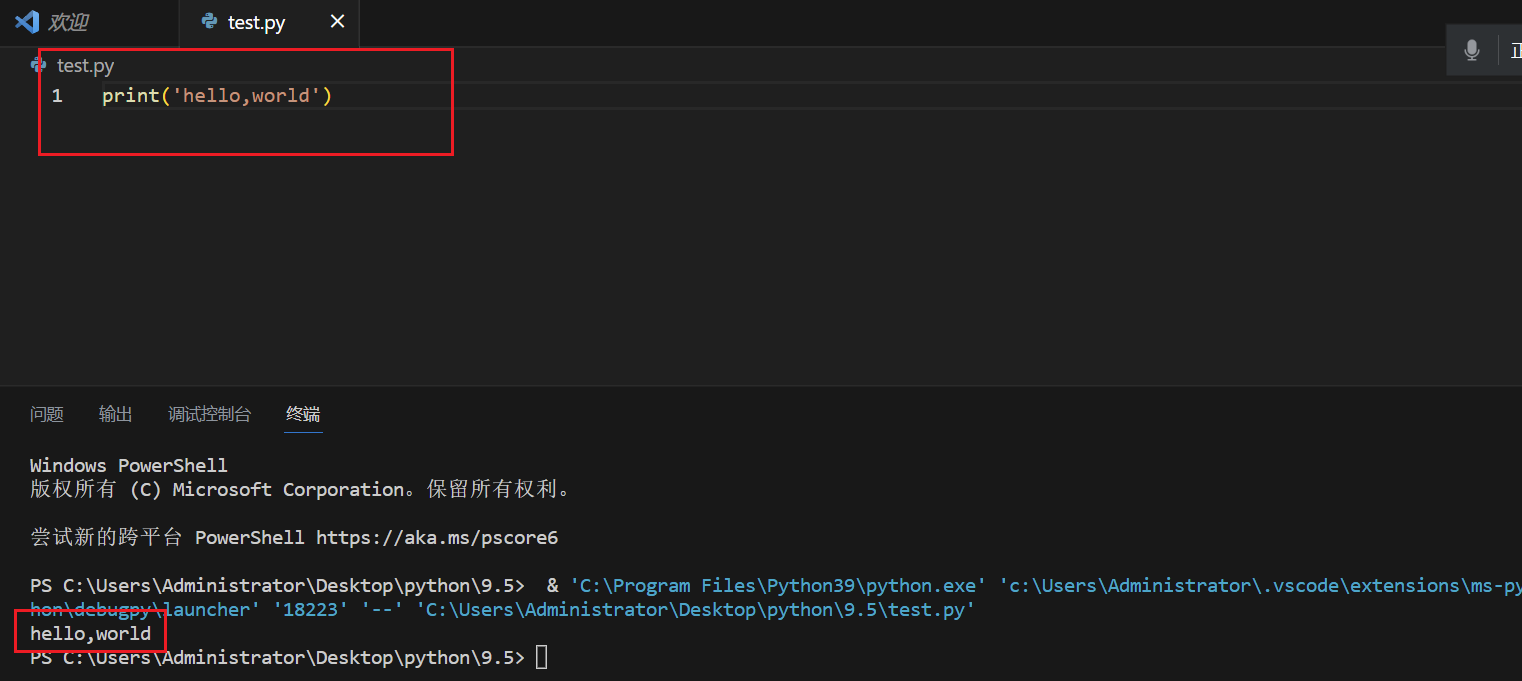 欢迎
test.py
test.py
1 print('hello,world')
问题 输出 调试控制台 终端
Windows PowerShell
版权所有 (C) Microsoft Corporation。保留所有权利。
尝试新的跨平台 PowerShell https://aka.ms/pscore6
PS C:\Users\Administrator\Desktop\python\9.5>  & 'C:\Program Files\Python39\python.exe' 'c:\Users\Administrator\.vscode\extensions\ms-py
hon\debugpy\launcher' '18223' '--' 'C:\Users\Administrator\Desktop\python\9.5\test.py'
hello,world
PS C:\Users\Administrator\Desktop\python\9.5>